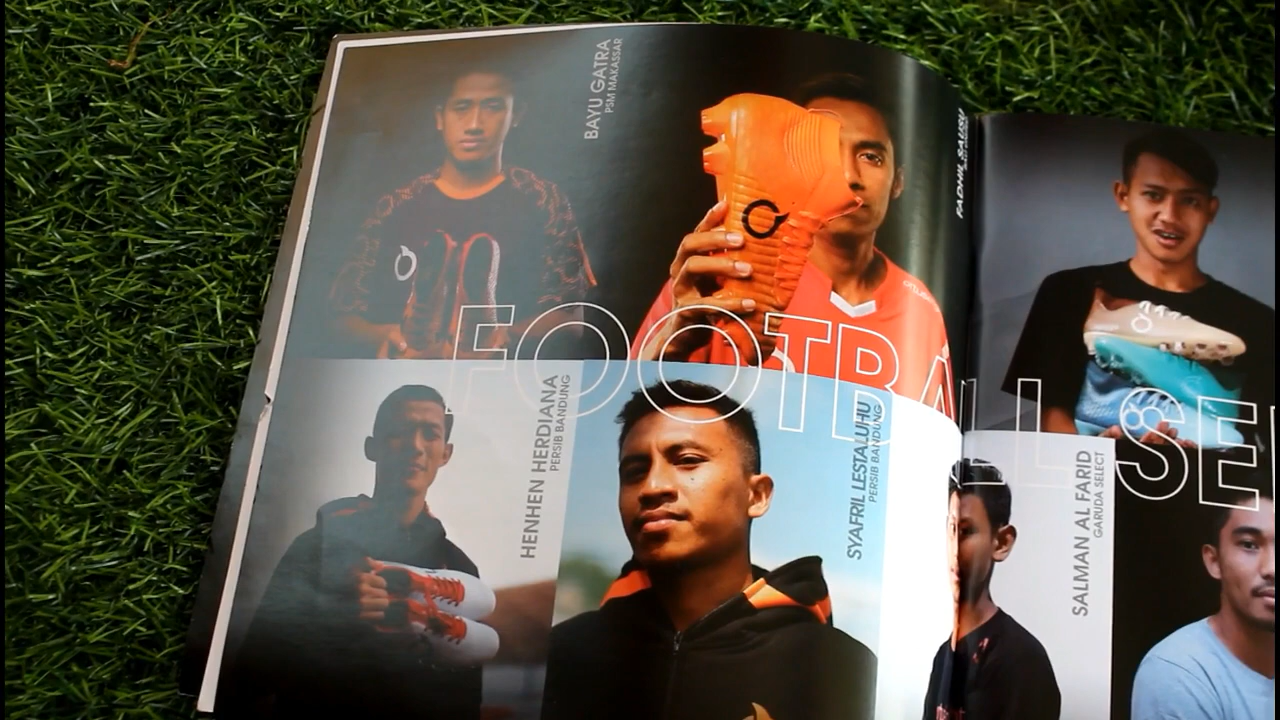 BAYU GATRA
PSM MAKASSAR
FADHIL SAUSU
ortuseight
FOOTBALL SE
HENHEN HERDIANA
PERSIB BANDUNG
SYAFRIL LESTALUHU
PERSIB BANDUNG
SALMAN AL FARID
GARUDA SELECT